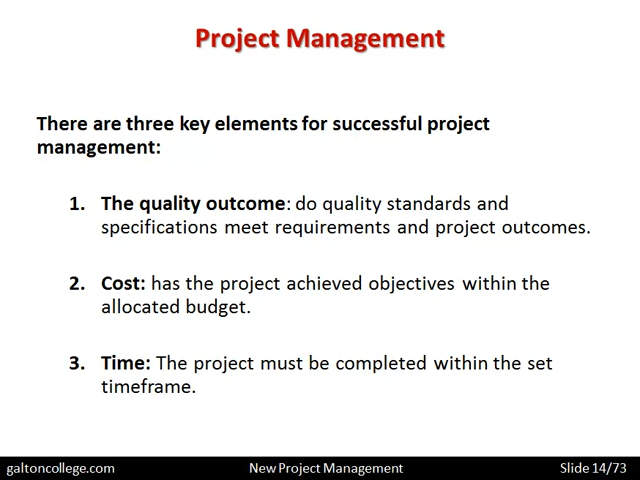 Project Management
There are three key elements for successful project
management:
1. The quality outcome: do quality standards and
specifications meet requirements and project outcomes.
2. Cost: has the project achieved objectives within the
allocated budget.
3. Time: The project must be completed within the set
timeframe.
galtoncollege.com New Project Management Slide 14/73